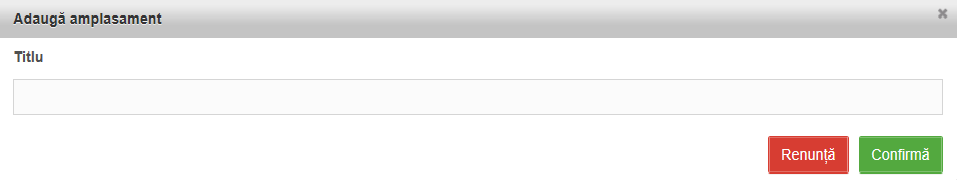 Adaugă amplasament
Titlu
Renunță
Confirmă